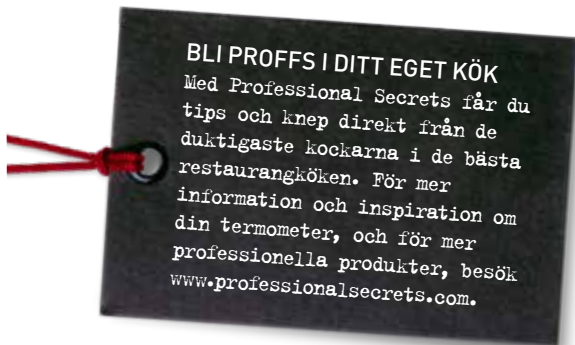 BLI PROFFS I DITT EGET KÖK
Med Professional Secrets får du
tips och knep direkt från de
duktigaste kockarna i de bästa
restaurangköken. För mer
information och inspiration om
din termometer, och för mer
professionella produkter, besök
www.professionalsecrets.com.